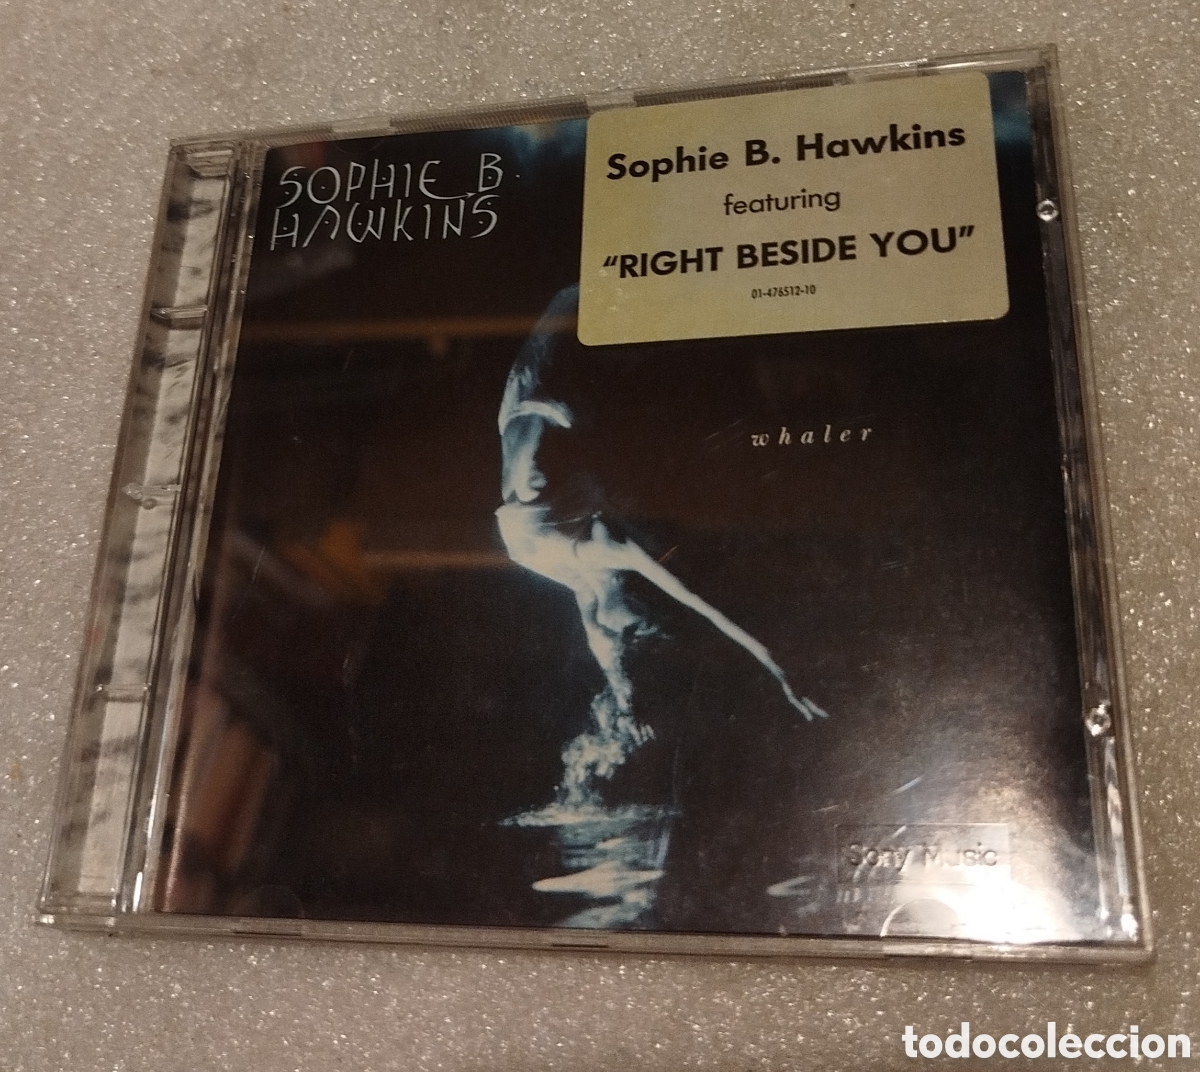 SOPHIE B.
HAWKINS
Sophie B. Hawkins
featuring
"RIGHT BESIDE YOU"
01-476512-10
whaler
Sony Music
todocoleccion